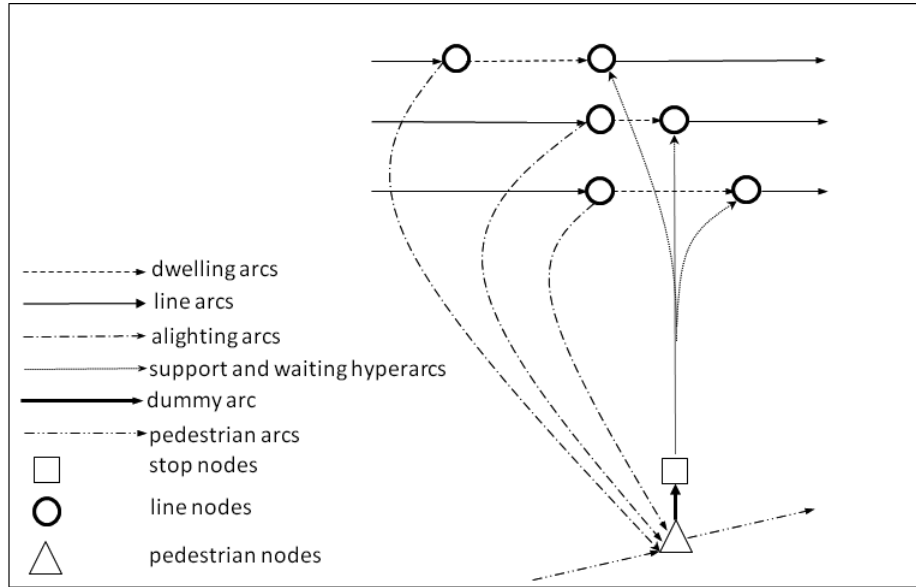 dwelling arcs
line arcs
alighting arcs
support and waiting hyperarcs
dummy arc
pedestrian arcs
stop nodes
line nodes
pedestrian nodes